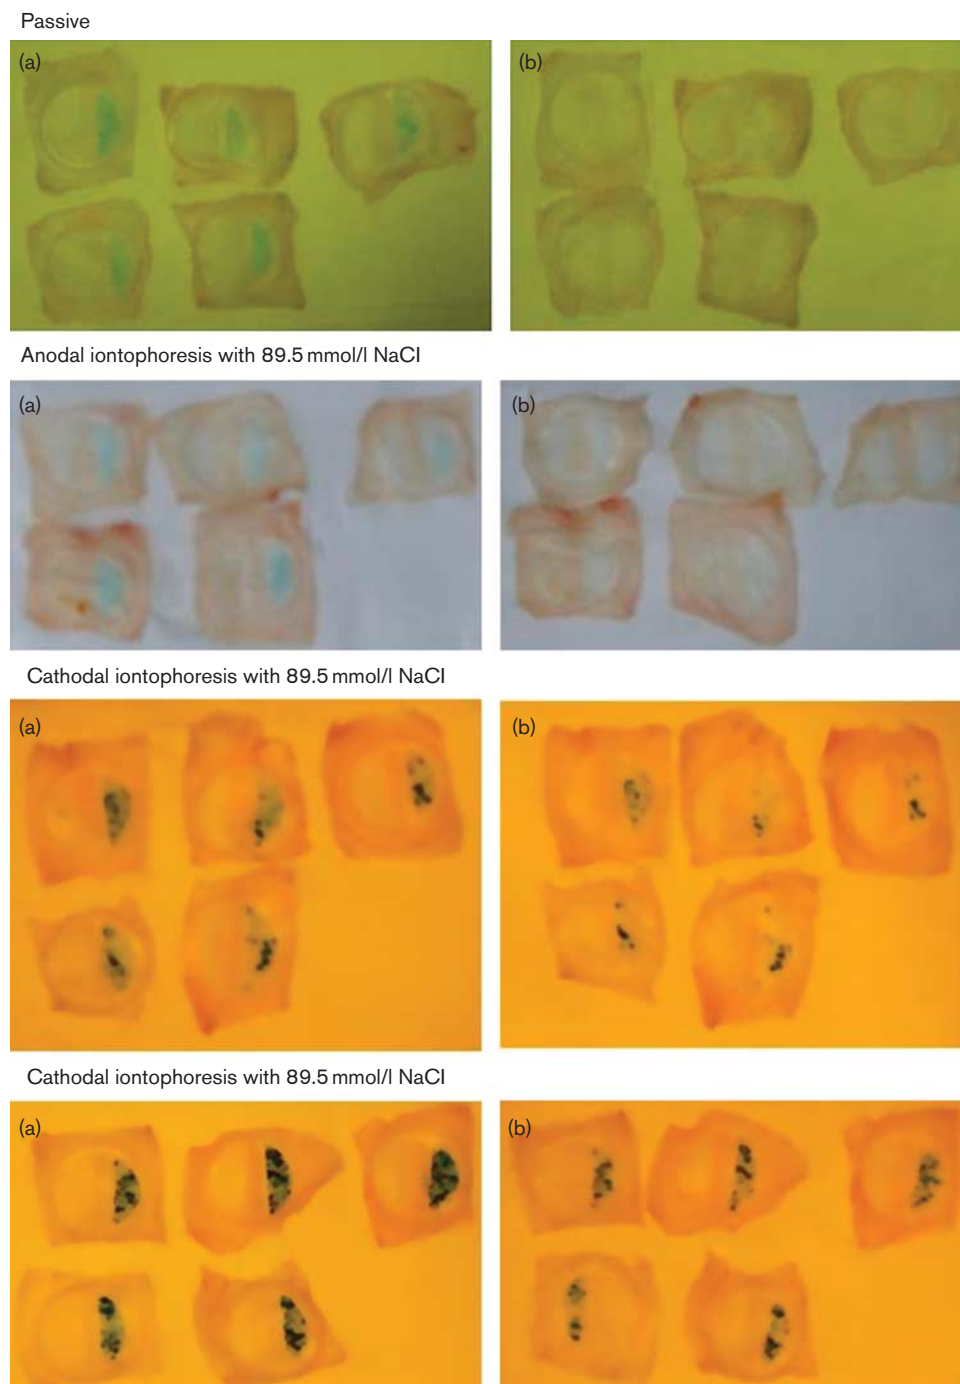 Passive
(a) (b)
Anodal iontophoresis with 89.5 mmol/l NaCl
(a) (b)
Cathodal iontophoresis with 89.5 mmol/l NaCl
(a) (b)
Cathodal iontophoresis with 89.5 mmol/l NaCl
(a) (b)